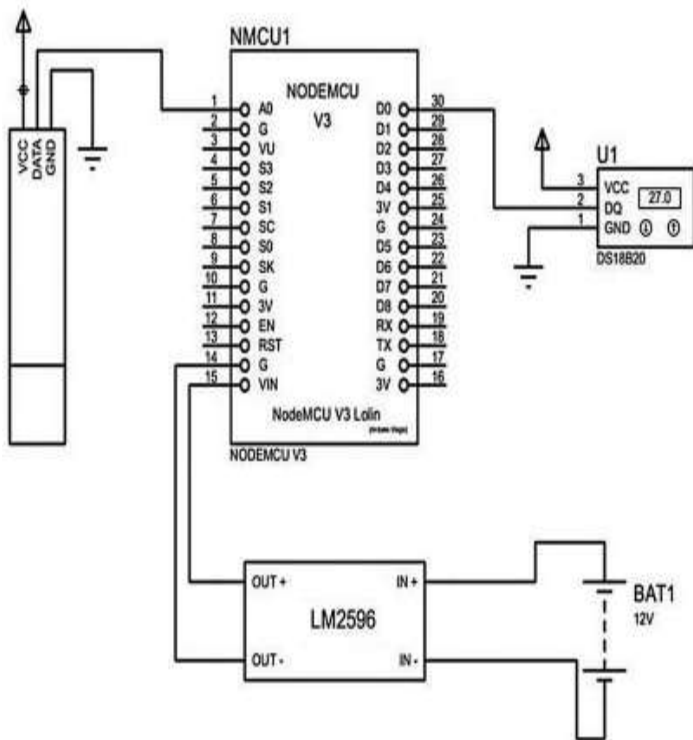 NMCU1
NODEMCU
V3
VCC
DATA
GND
1 A0
2 G
3 VU
4 S3
5 S2
6 S1
7 SC
8 S0
9 SK
10 G
11 3V
12 EN
13 RST
14 G
15 VIN
D0 30
D1 29
D2 28
D3 27
D4 26
3V 25
G 24
D5 23
D6 22
D7 21
D8 20
RX 19
TX 18
G 17
3V 16
NodeMCU V3 Lolin
NODEMCU V3
U1
3 VCC
2 DQ
1 GND
27.0
DS18B20
OUT +
OUT -
LM2596
IN +
IN -
BAT1
12V